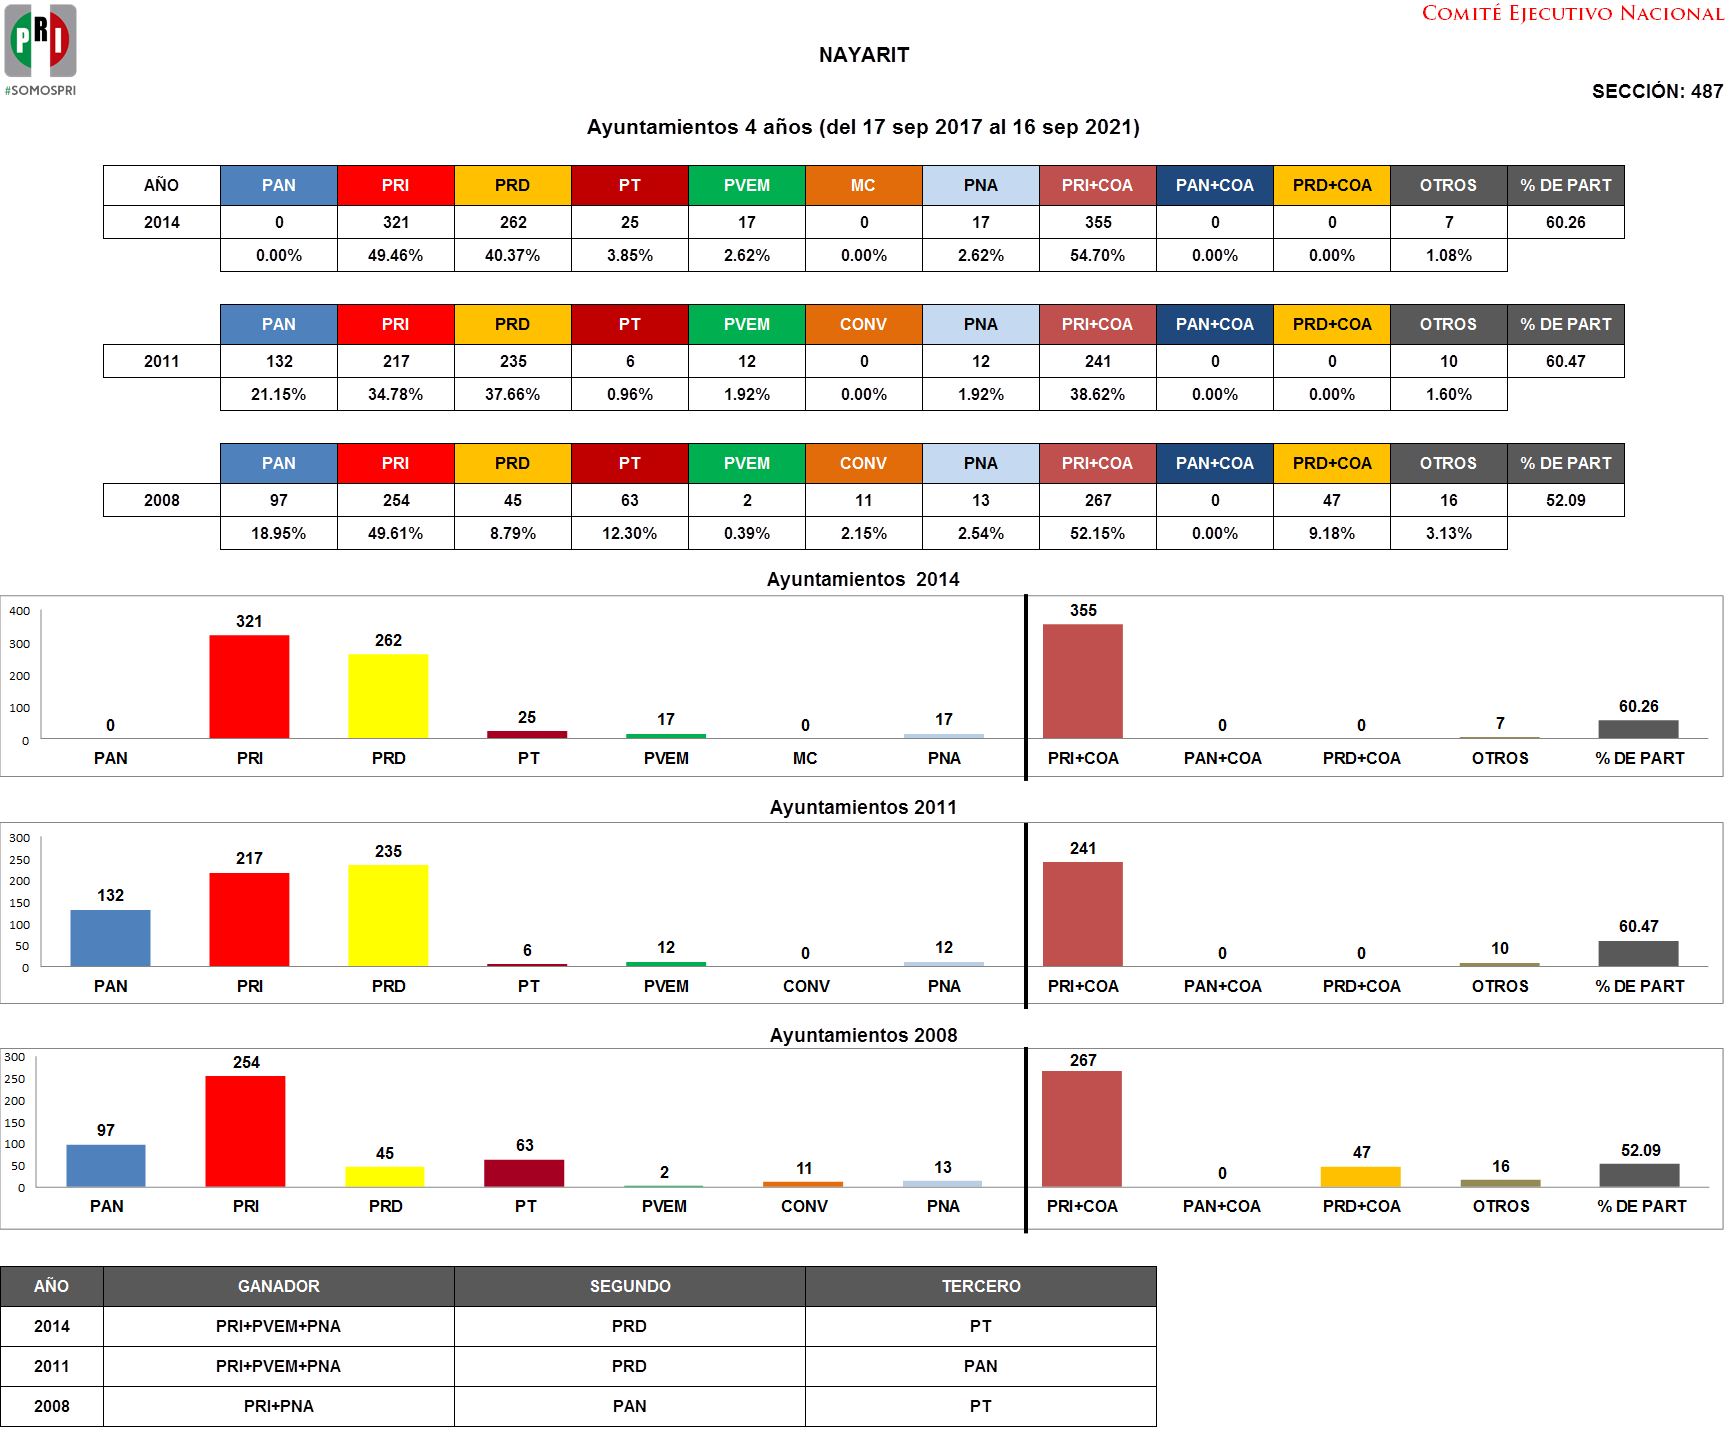 PRI
#SOMOSPRI
COMITÉ EJECUTIVO NACIONAL
NAYARIT
SECCIÓN: 487
Ayuntamientos 4 años (del 17 sep 2017 al 16 sep 2021)
AÑO PAN PRI PRD PT PVEM MC PNA PRI+COA PAN+COA PRD+COA OTROS % DE PART
2014 0 321 262 25 17 0 17 355 0 0 7 60.26
0.00% 49.46% 40.37% 3.85% 2.62% 0.00% 2.62% 54.70% 0.00% 0.00% 1.08%
PAN PRI PRD PT PVEM CONV PNA PRI+COA PAN+COA PRD+COA OTROS % DE PART
2011 132 217 235 6 12 0 12 241 0 0 10 60.47
21.15% 34.78% 37.66% 0.96% 1.92% 0.00% 1.92% 38.62% 0.00% 0.00% 1.60%
PAN PRI PRD PT PVEM CONV PNA PRI+COA PAN+COA PRD+COA OTROS % DE PART
2008 97 254 45 63 2 11 13 267 0 47 16 52.09
18.95% 49.61% 8.79% 12.30% 0.39% 2.15% 2.54% 52.15% 0.00% 9.18% 3.13%
Ayuntamientos 2014
400
300
200
100
0
0 321 262 25 17 0 17 355 0 0 7 60.26
PAN PRI PRD PT PVEM MC PNA PRI+COA PAN+COA PRD+COA OTROS % DE PART
Ayuntamientos 2011
300
250
200
150
100
50
0
132 217 235 6 12 0 12 241 0 0 10 60.47
PAN PRI PRD PT PVEM CONV PNA PRI+COA PAN+COA PRD+COA OTROS % DE PART
Ayuntamientos 2008
300
250
200
150
100
50
0
97 254 45 63 2 11 13 267 0 47 16 52.09
PAN PRI PRD PT PVEM CONV PNA PRI+COA PAN+COA PRD+COA OTROS % DE PART
AÑO GANADOR SEGUNDO TERCERO
2014 PRI+PVEM+PNA PRD PT
2011 PRI+PVEM+PNA PRD PAN
2008 PRI+PNA PAN PT